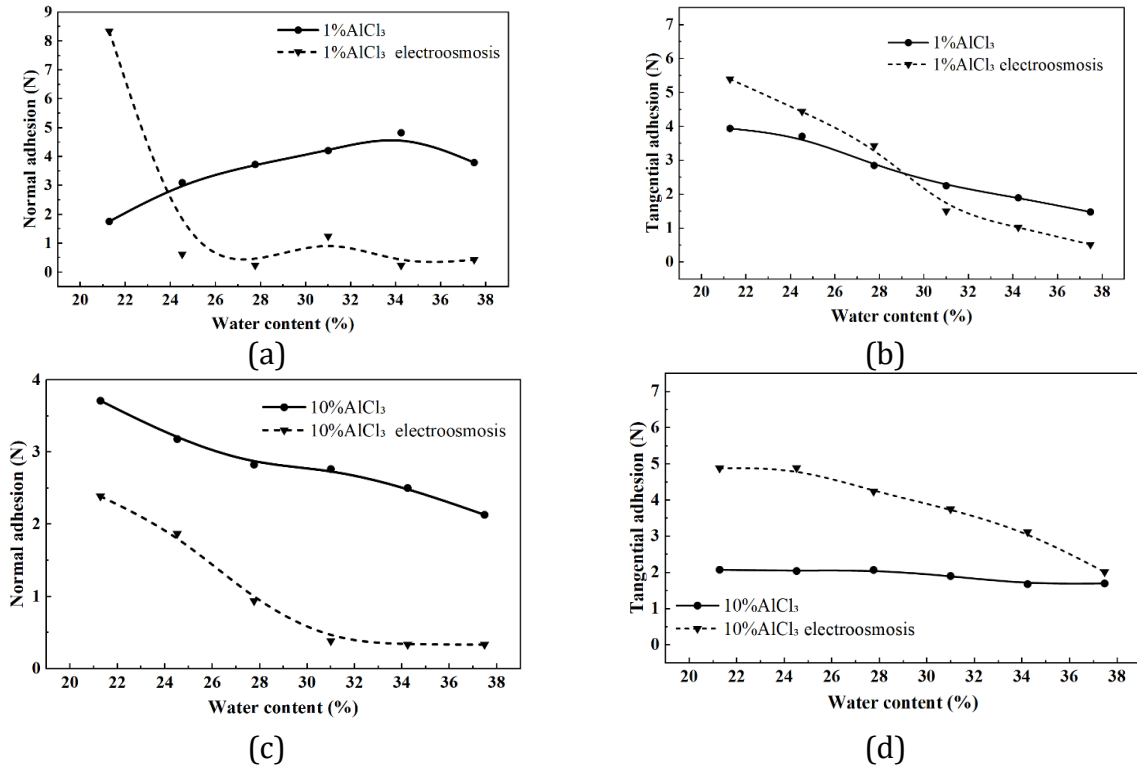 9
8
7
6
5
4
3
2
1
0
Normal adhesion (N)
1%AlCl₃
1%AlCl₃ electroosmosis
20 22 24 26 28 30 32 34 36 38
Water content (%)
(a)
7
6
5
4
3
2
1
0
Tangential adhesion (N)
1%AlCl₃
1%AlCl₃ electroosmosis
20 22 24 26 28 30 32 34 36 38
Water content (%)
(b)
4
3
2
1
0
Normal adhesion (N)
10%AlCl₃
10%AlCl₃ electroosmosis
20 22 24 26 28 30 32 34 36 38
Water content (%)
(c)
7
6
5
4
3
2
1
0
Tangential adhesion (N)
10%AlCl₃
10%AlCl₃ electroosmosis
20 22 24 26 28 30 32 34 36 38
Water content (%)
(d)